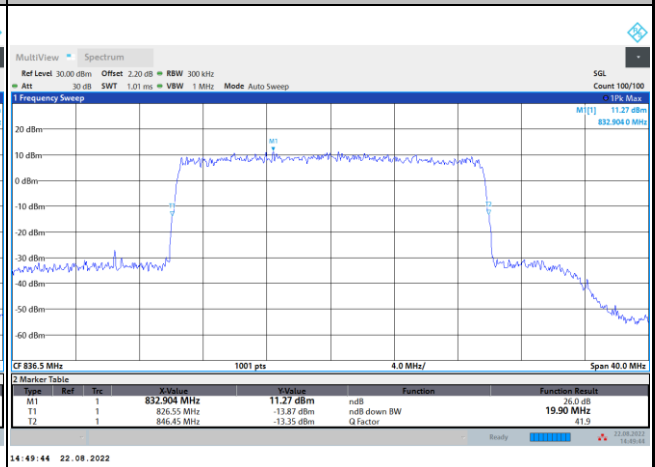 MultiView Spectrum
Ref Level 30.00 dBm Offset 2.20 dB RBW 300 kHz SGL
Att 30 dB SWT 1.01 ms VBW 1 MHz Mode Auto Sweep Count 100/100
1 Frequency Sweep 1Pk Max
M1[1] 11.27 dBm
832.904 0 MHz
M1
20 dBm
10 dBm
0 dBm
T1 T2
-10 dBm
-20 dBm
-30 dBm
-40 dBm
-50 dBm
-60 dBm
CF 836.5 MHz 1001 pts 4.0 MHz/ Span 40.0 MHz
2 Marker Table
Type Ref Trc X-Value Y-Value Function Function Result
M1 1 832.904 MHz 11.27 dBm ndB 26.0 dB
T1 1 826.55 MHz -13.87 dBm ndB down BW 19.90 MHz
T2 1 846.45 MHz -13.35 dBm Q Factor 41.9
Ready 22.08.2022
14:49:44
14:49:44 22.08.2022